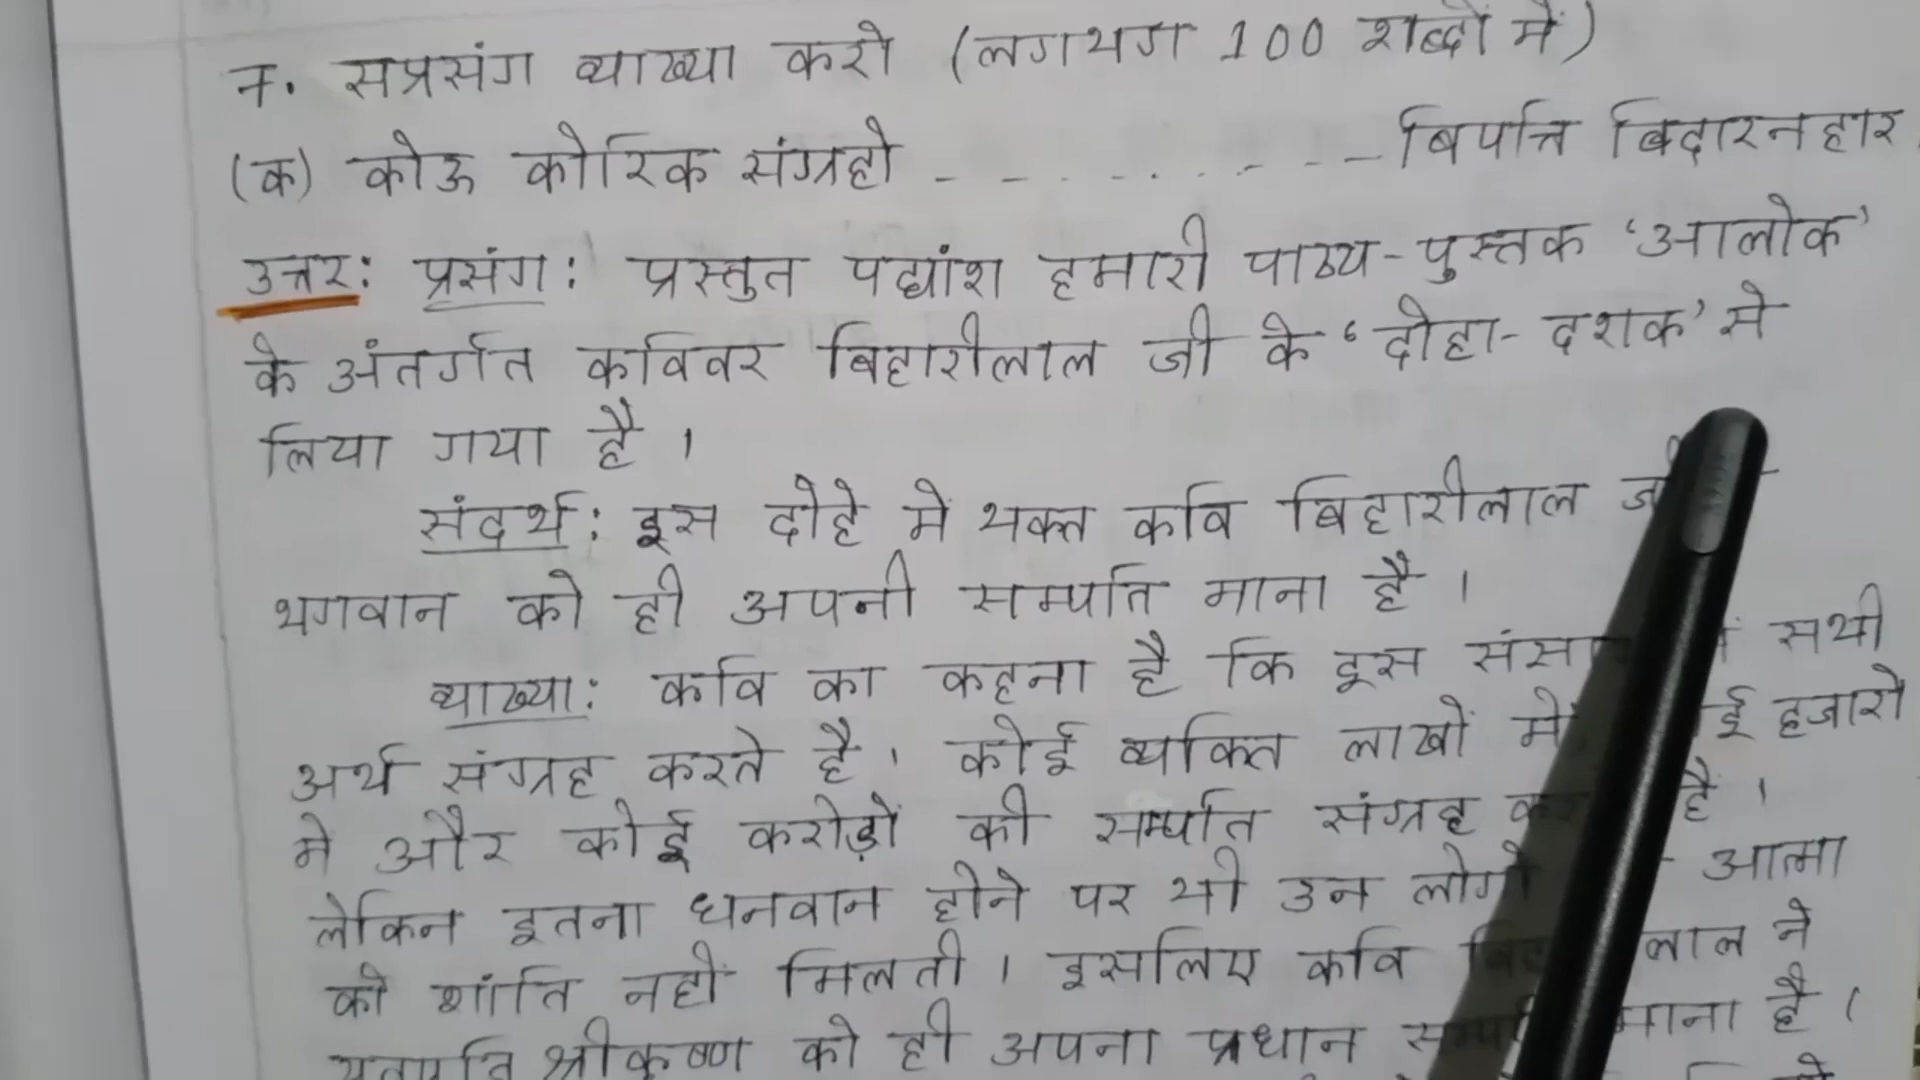 न. सप्रसंग व्याख्या करो (लगभग 100 शब्दों में)
(क) कोऊ कोरिक संग्रहो - - - . . . - - - बिपत्ति बिदारनहार
उत्तर: प्रसंग: प्रस्तुत पद्यांश हमारी पाठ्य-पुस्तक 'आलोक'
के अंतर्गत कविवर बिहारीलाल जी के 'दोहा-दशक' से
लिया गया है ।
संदर्भ: इस दोहे मे भक्त कवि बिहारीलाल
भगवान को ही अपनी सम्पति माना है ।
व्याख्या: कवि का कहना है कि इस सभी
अर्थ संग्रह करते है । कोई व्यक्ति लाखों में हजारो
मे और कोई करोड़ों की सम्पति संग्रह है ।
लेकिन इतना धनवान होने पर भी उन आत्मा
को शांति नहीं मिलती । इसलिए कवि ने
श्रीकृष्ण को ही अपना प्रधान माना है ।